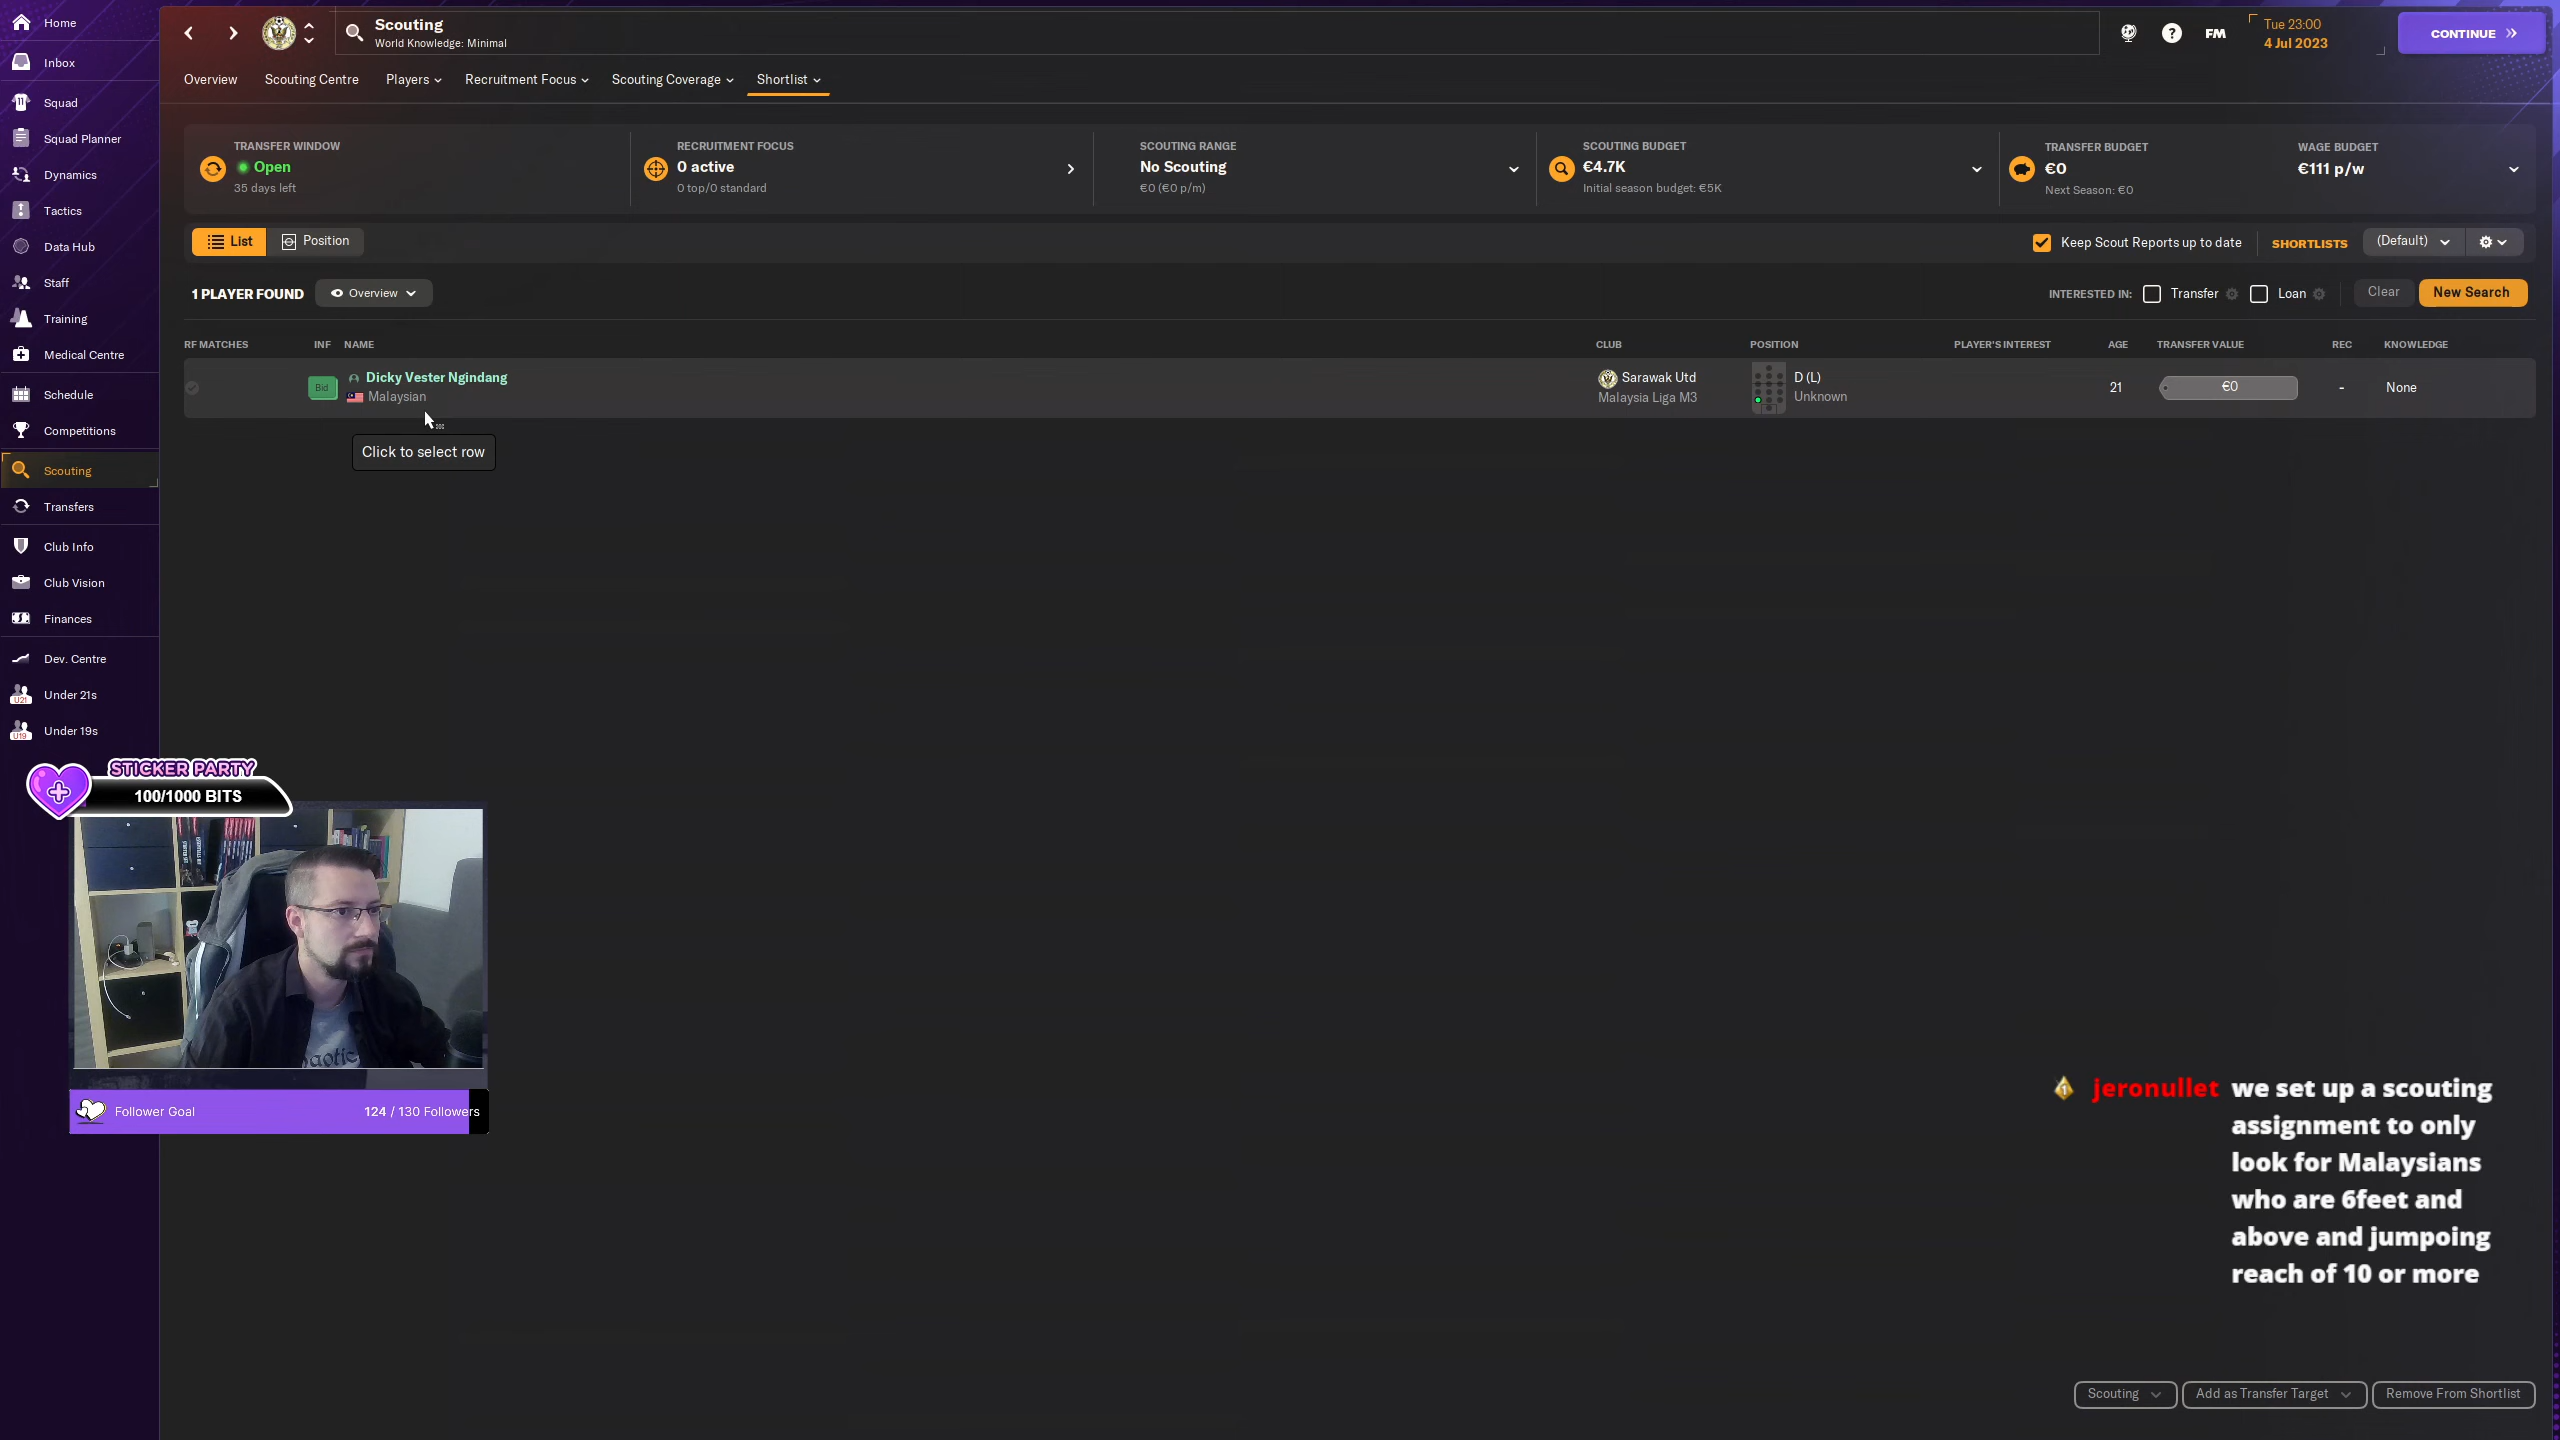 Home
Inbox
Squad
Squad Planner
Dynamics
Tactics
Data Hub
Staff
Training
Medical Centre
Schedule
Competitions
Scouting
Transfers
Club Info
Club Vision
Finances
Dev. Centre
Under 21s
Under 19s
Scouting
World Knowledge: Minimal
FM
Tue 23:00
4 Jul 2023
CONTINUE
Overview
Scouting Centre
Players
Recruitment Focus
Scouting Coverage
Shortlist
TRANSFER WINDOW
Open
35 days left
RECRUITMENT FOCUS
0 active
0 top/0 standard
SCOUTING RANGE
No Scouting
€0 (€0 p/m)
SCOUTING BUDGET
€4.7K
Initial season budget: €5K
TRANSFER BUDGET
€0
Next Season: €0
WAGE BUDGET
€111 p/w
List
Position
Keep Scout Reports up to date
SHORTLISTS
(Default)
1 PLAYER FOUND
Overview
INTERESTED IN:
Transfer
Loan
Clear
New Search
RF MATCHES INF NAME CLUB POSITION PLAYER'S INTEREST AGE TRANSFER VALUE REC KNOWLEDGE
Bid
Dicky Vester Ngindang
Malaysian
Sarawak Utd
Malaysia Liga M3
D (L)
Unknown
21
€0
-
None
Click to select row
STICKER PARTY
100/1000 BITS
Follower Goal
124 / 130 Followers
jeronullet we set up a scouting
assignment to only
look for Malaysians
who are 6feet and
above and jumpoing
reach of 10 or more
Scouting
Add as Transfer Target
Remove From Shortlist